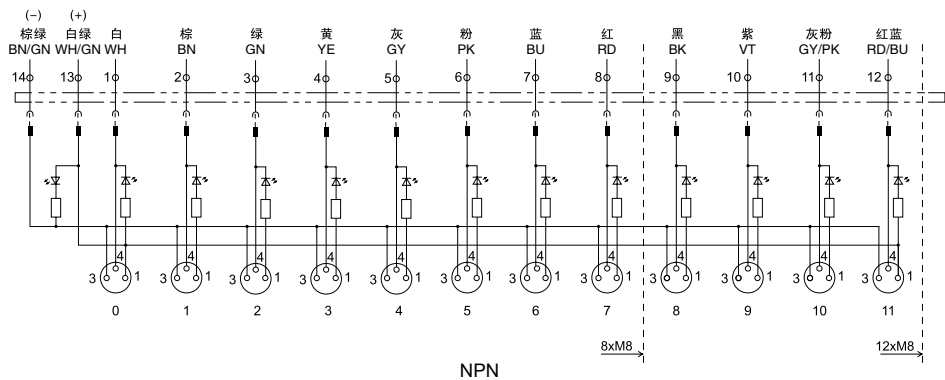 (-) (+)
棕绿 白绿 白 棕 绿 黄 灰 粉 蓝 红 黑 紫 灰粉 红蓝
BN/GN WH/GN WH BN GN YE GY PK BU RD BK VT GY/PK RD/BU
14 13 1 2 3 4 5 6 7 8 9 10 11 12
4 4 4 4 4 4 4 4 4 4 4 4
3 1 3 1 3 1 3 1 3 1 3 1 3 1 3 1 3 1 3 1 3 1 3 1
0 1 2 3 4 5 6 7 8 9 10 11
8xM8 12xM8
NPN